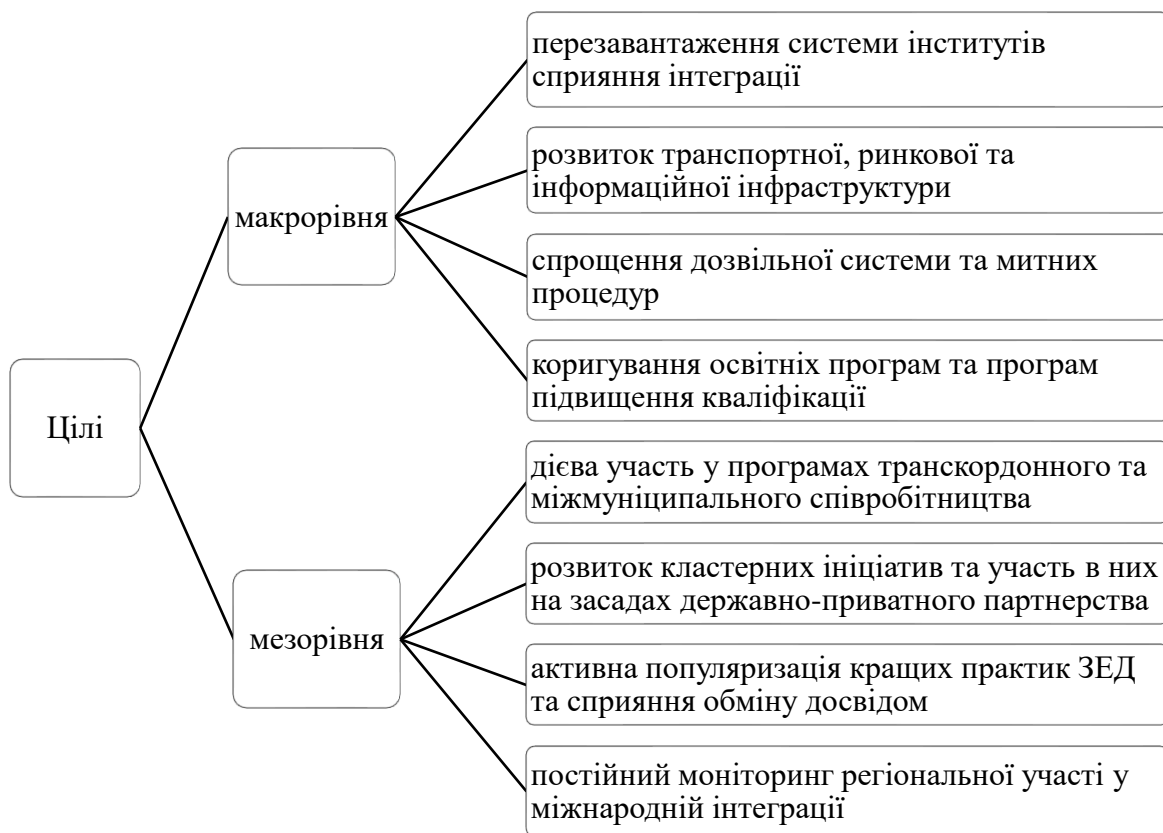 Цілі
макрорівня
перезавантаження системи інститутів
сприяння інтеграції
розвиток транспортної, ринкової та
інформаційної інфраструктури
спрощення дозвільної системи та митних
процедур
коригування освітніх програм та програм
підвищення кваліфікації
мезорівня
дієва участь у програмах транскордонного та
міжмуніципального співробітництва
розвиток кластерних ініціатив та участь в них
на засадах державно-приватного партнерства
активна популяризація кращих практик ЗЕД
та сприяння обміну досвідом
постійний моніторинг регіональної участі у
міжнародній інтеграції